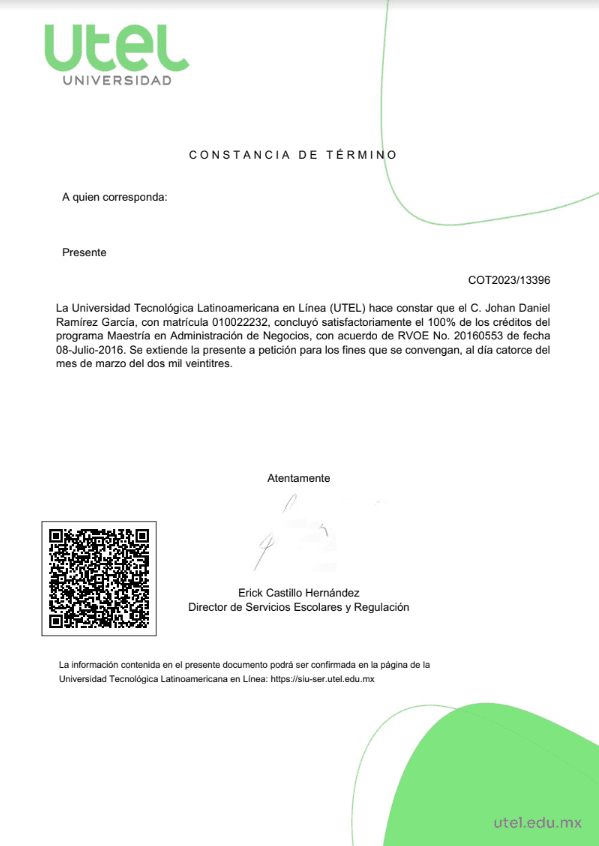 utel
UNIVERSIDAD
CONSTANCIA DE TÉRMINO
A quien corresponda:
Presente
COT2023/13396
La Universidad Tecnológica Latinoamericana en Línea (UTEL) hace constar que el C. Johan Daniel
Ramírez García, con matrícula 010022232, concluyó satisfactoriamente el 100% de los créditos del
programa Maestría en Administración de Negocios, con acuerdo de RVOE No. 20160553 de fecha
08-Julio-2016. Se extiende la presente a petición para los fines que se convengan, al día catorce del
mes de marzo del dos mil veintitres.
Atentamente
Erick Castillo Hernández
Director de Servicios Escolares y Regulación
La información contenida en el presente documento podrá ser confirmada en la página de la
Universidad Tecnológica Latinoamericana en Línea: https://siu-ser.utel.edu.mx
utel.edu.mx